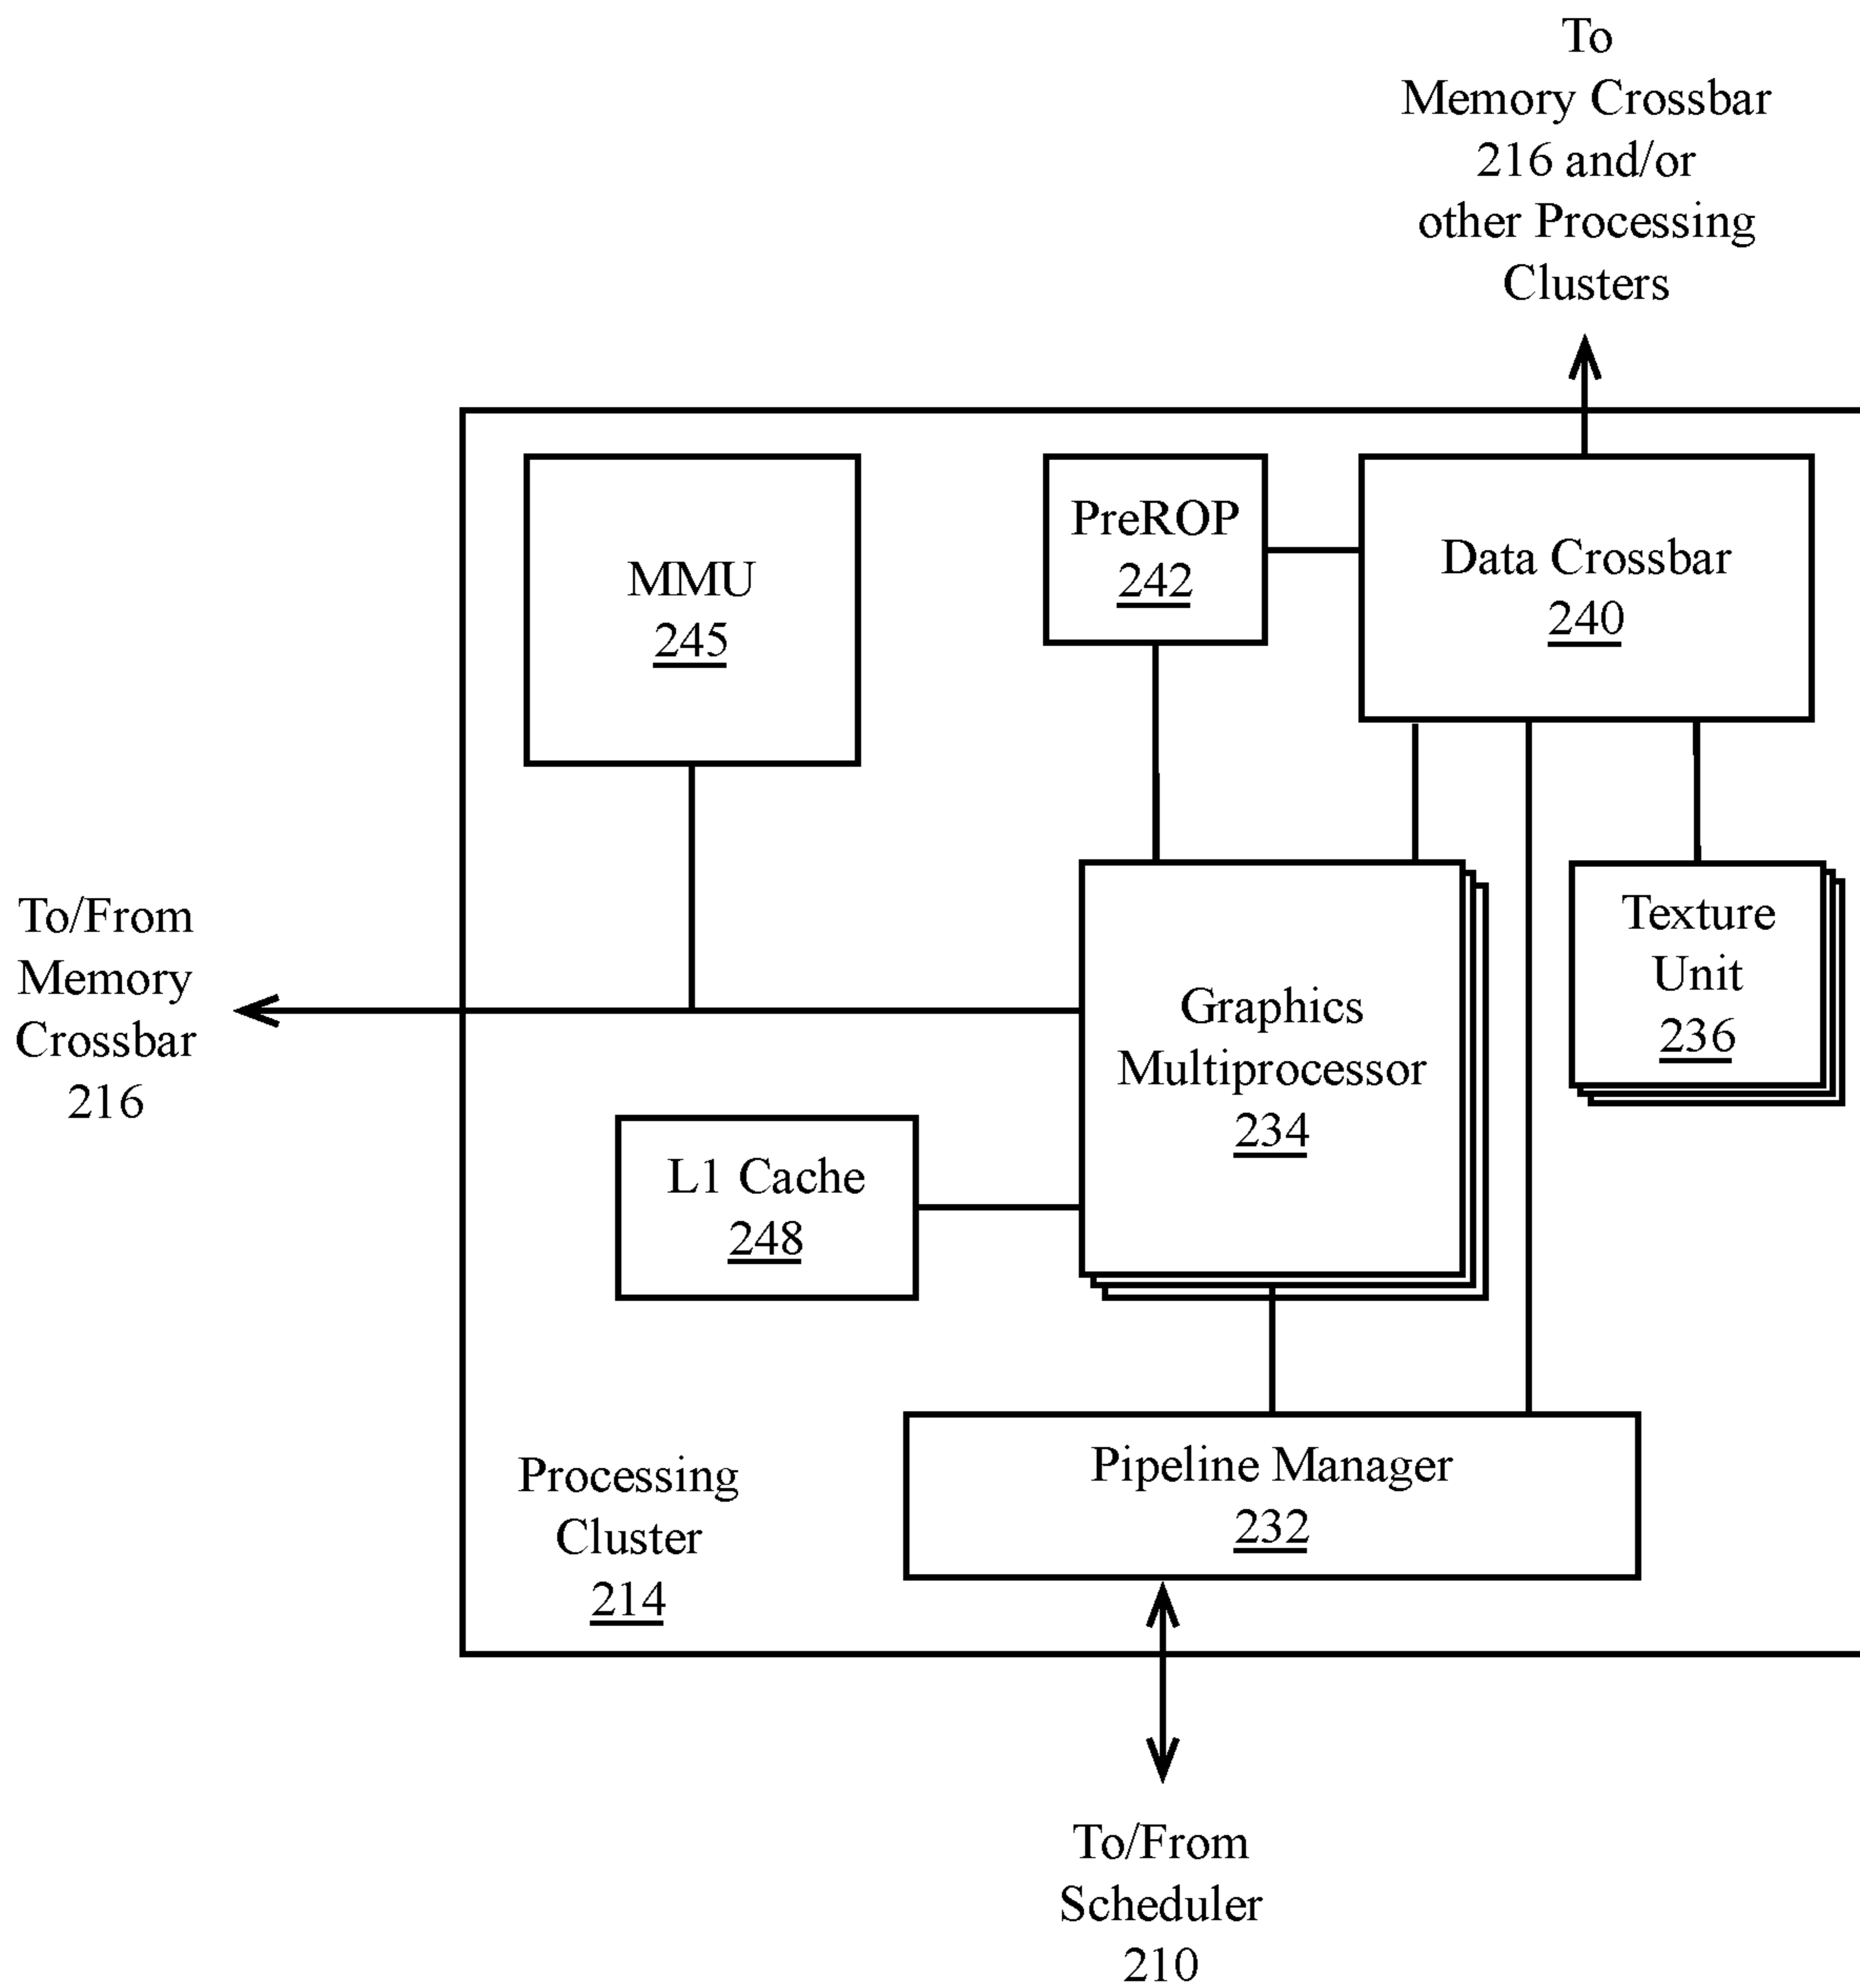 To
Memory Crossbar
216 and/or
other Processing
Clusters
MMU
245
PreROP
242
Data Crossbar
240
To/From
Memory
Crossbar
216
Graphics
Multiprocessor
234
Texture
Unit
236
L1 Cache
248
Pipeline Manager
232
Processing
Cluster
214
To/From
Scheduler
210